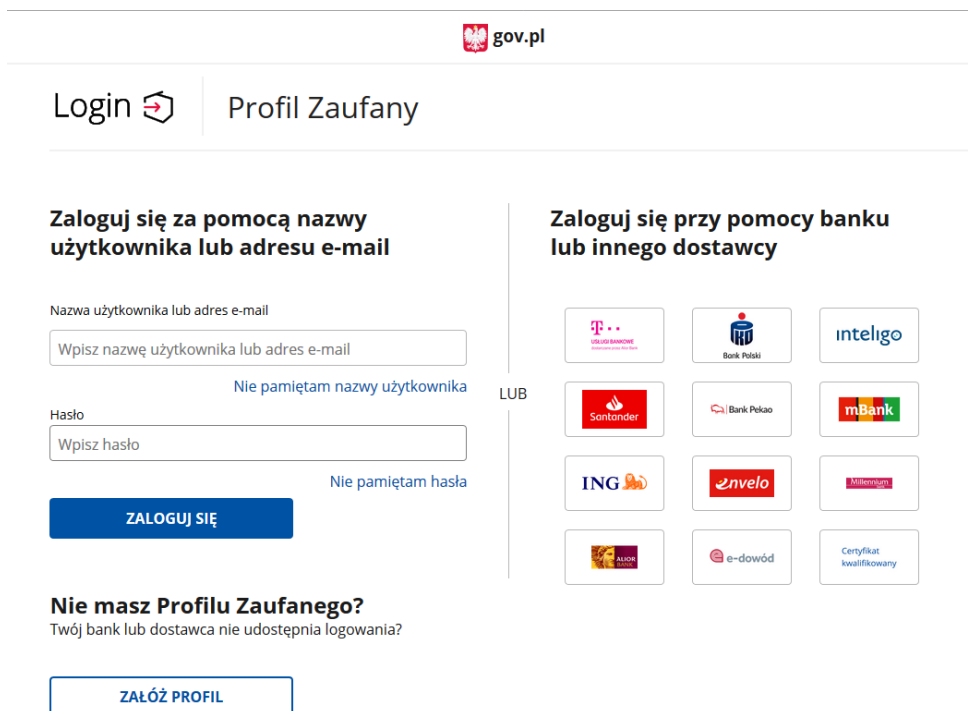 gov.pl
Login
Profil Zaufany
Zaloguj się za pomocą nazwy
użytkownika lub adresu e-mail
Nazwa użytkownika lub adres e-mail
Wpisz nazwę użytkownika lub adres e-mail
Nie pamiętam nazwy użytkownika
Hasło
Wpisz hasło
Nie pamiętam hasła
ZALOGUJ SIĘ
LUB
Zaloguj się przy pomocy banku
lub innego dostawcy
T
USŁUGI BANKOWE
Bank Polski
inteligo
Santander
Bank Pekao
mBank
ING
envelo
Millennium
ALIOR
BANK
e-dowód
Certyfikat
kwalifikowany
Nie masz Profilu Zaufanego?
Twój bank lub dostawca nie udostępnia logowania?
ZAŁÓŻ PROFIL